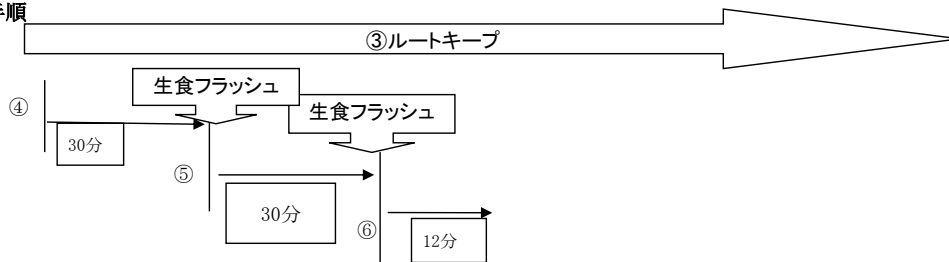 手順
③ルートキープ
生食フラッシュ
生食フラッシュ
④
30分
⑤
30分
⑥
12分